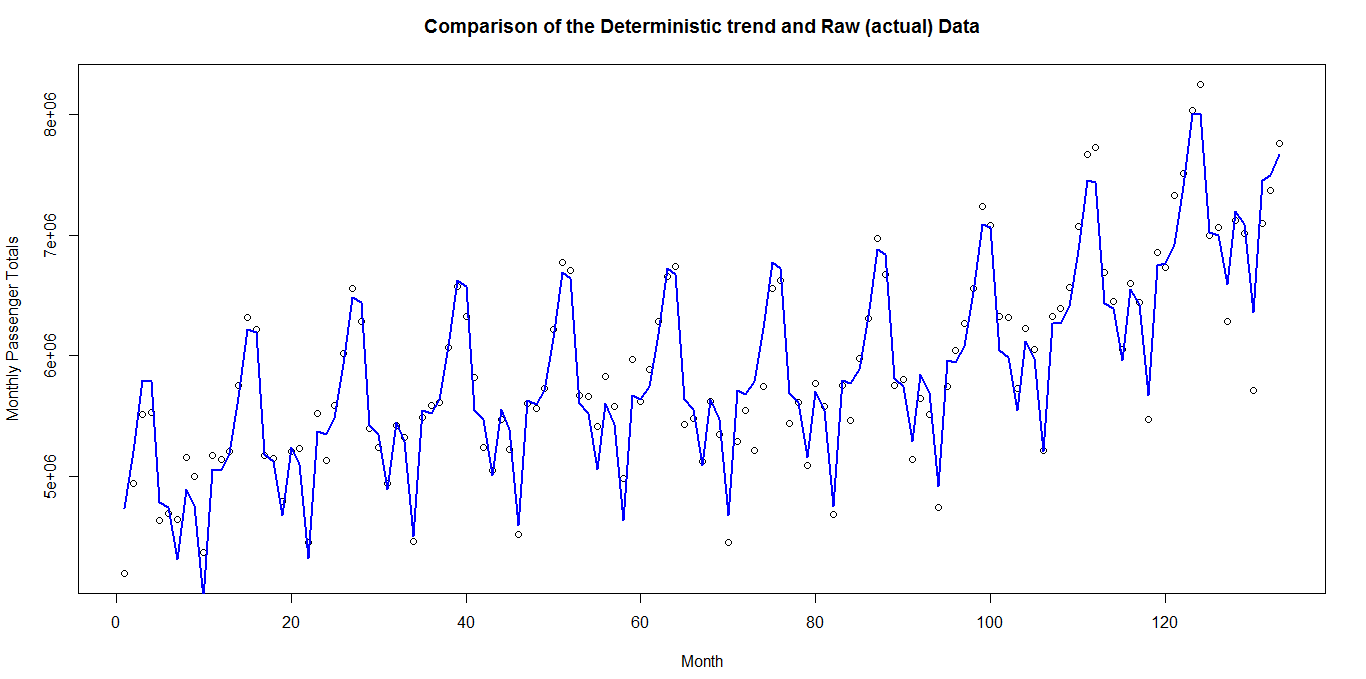 Comparison of the Deterministic trend and Raw (actual) Data
Monthly Passenger Totals
8e+06
7e+06
6e+06
5e+06
0 20 40 60 80 100 120
Month